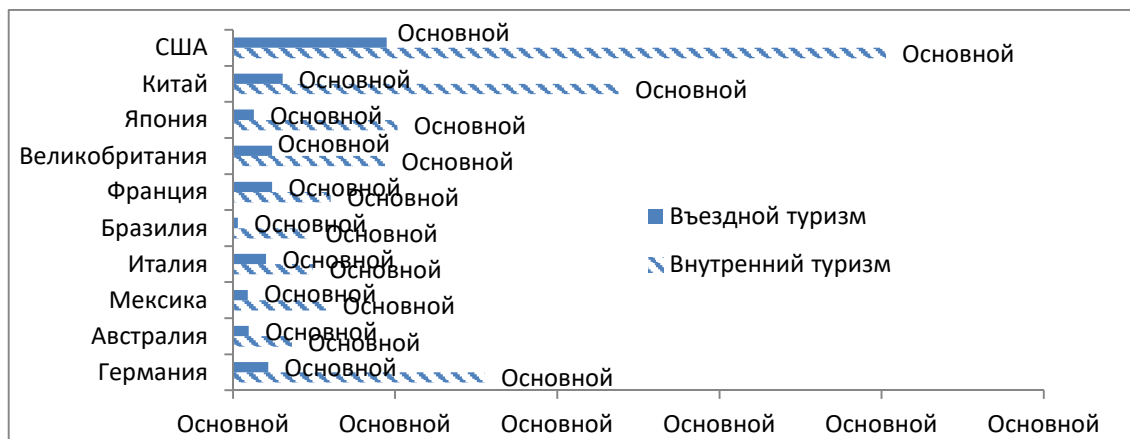 США
Основной
Основной
Китай
Основной
Основной
Япония
Основной
Основной
Великобритания
Основной
Основной
Франция
Основной
Основной
Бразилия
Основной
Основной
Италия
Основной
Основной
Мексика
Основной
Основной
Австралия
Основной
Основной
Германия
Основной
Основной
Въездной туризм
Внутренний туризм
Основной Основной Основной Основной Основной Основной